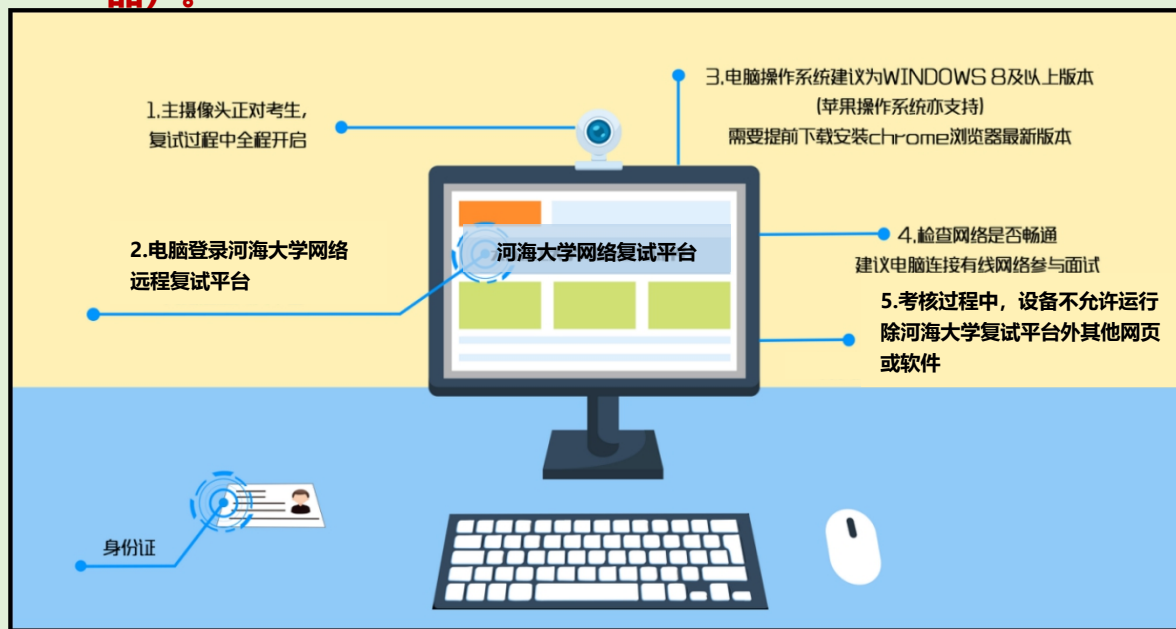 品）。
1.主摄像头正对考生,
复试过程中全程开启
3.电脑操作系统建议为WINDOWS 8及以上版本
(苹果操作系统亦支持)
需要提前下载安装chrome浏览器最新版本
2.电脑登录河海大学网络
远程复试平台
河海大学网络复试平台
4.检查网络是否畅通
建议电脑连接有线网络参与面试
5.考核过程中，设备不允许运行
除河海大学复试平台外其他网页
或软件
身份证